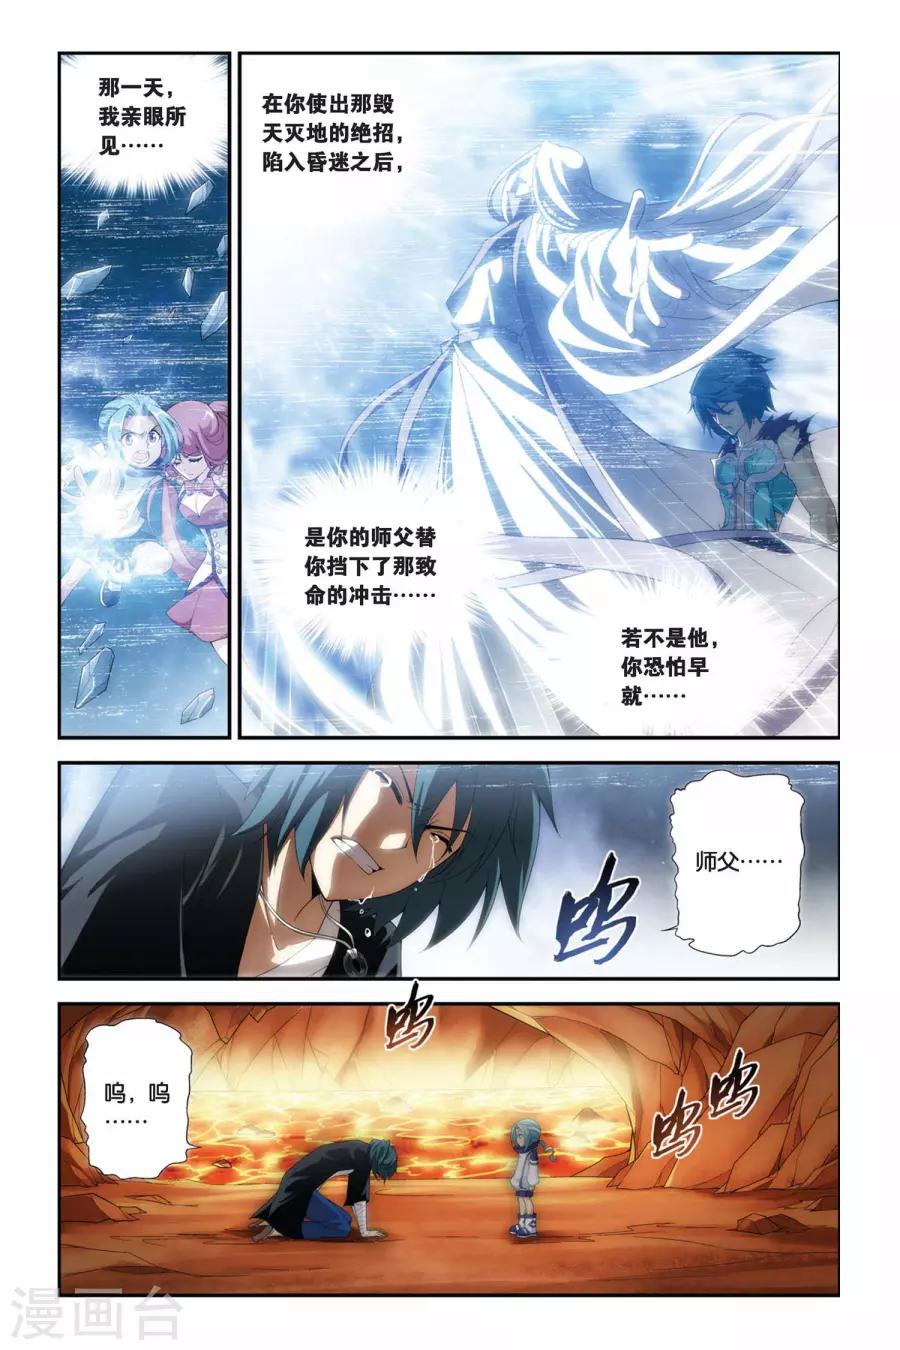 那一天，
我亲眼所
见……
在你使出那毁
天灭地的绝招，
陷入昏迷之后，
是你的师父替
你挡下了那致
命的冲击……
若不是他，
你恐怕早
就……
师父……
呜
呜，呜
……
呜
呜
呜
漫画台